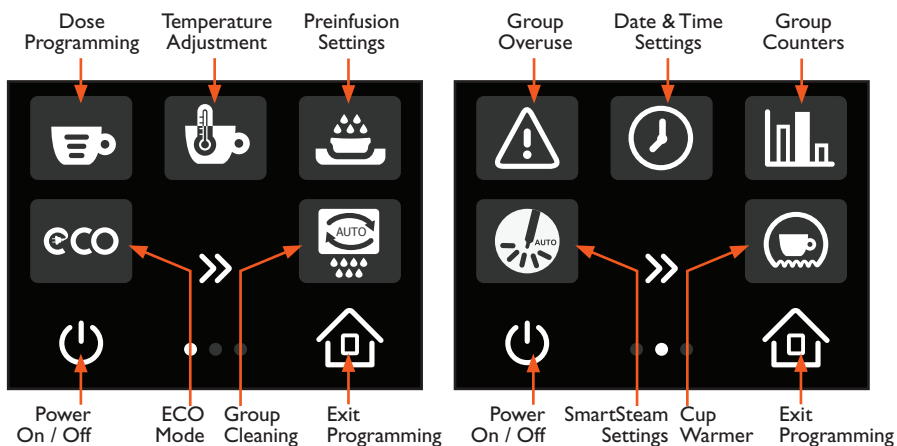 Dose
Programming
Temperature
Adjustment
Preinfusion
Settings
Group
Overuse
Date & Time
Settings
Group
Counters
eco
AUTO
AUTO
Power
On / Off
ECO
Mode
Group
Cleaning
Exit
Programming
Power
On / Off
SmartSteam
Settings
Cup
Warmer
Exit
Programming